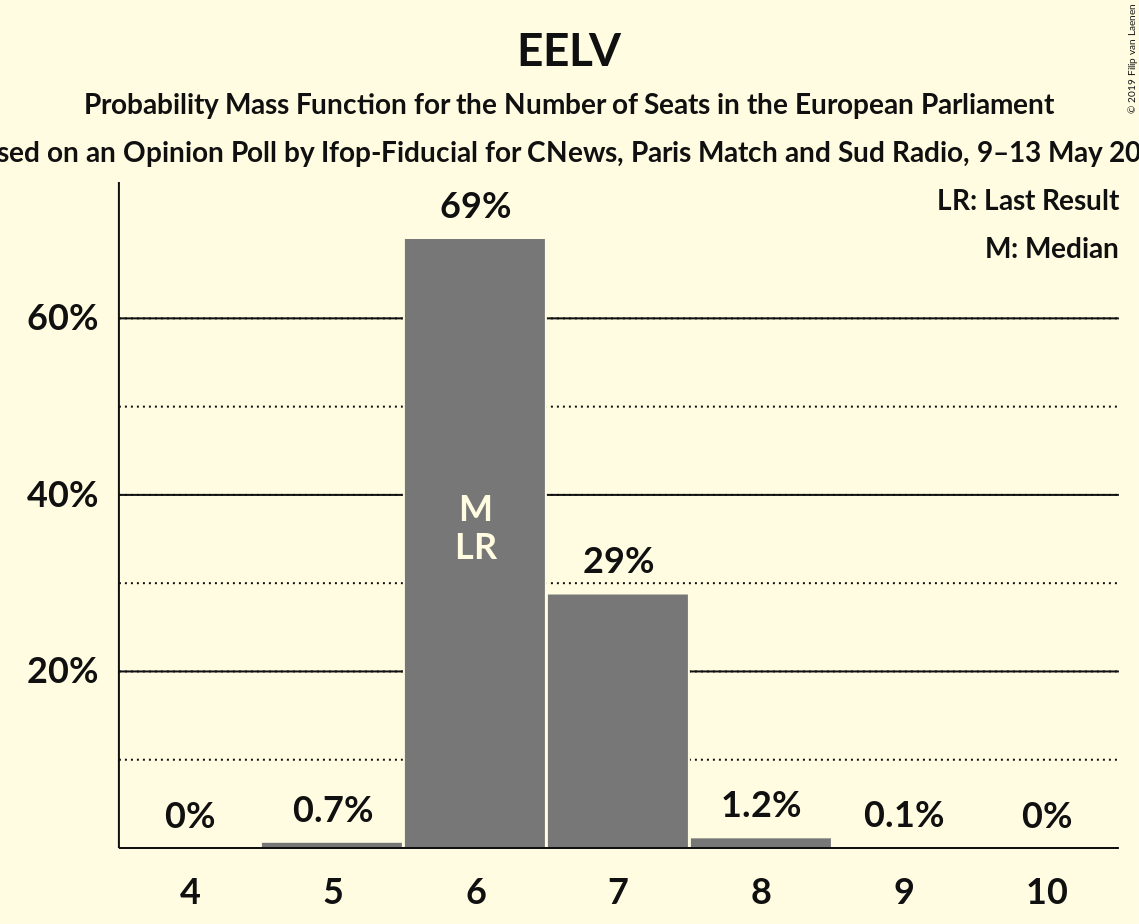 EELV
Probability Mass Function for the Number of Seats in the European Parliament
sed on an Opinion Poll by Ifop-Fiducial for CNews, Paris Match and Sud Radio, 9–13 May 20
© 2019 Filip van Laenen
LR: Last Result
M: Median
69%
60%
40%
M
LR
29%
20%
0%
0.7%
1.2%
0.1%
0%
4
5
6
7
8
9
10